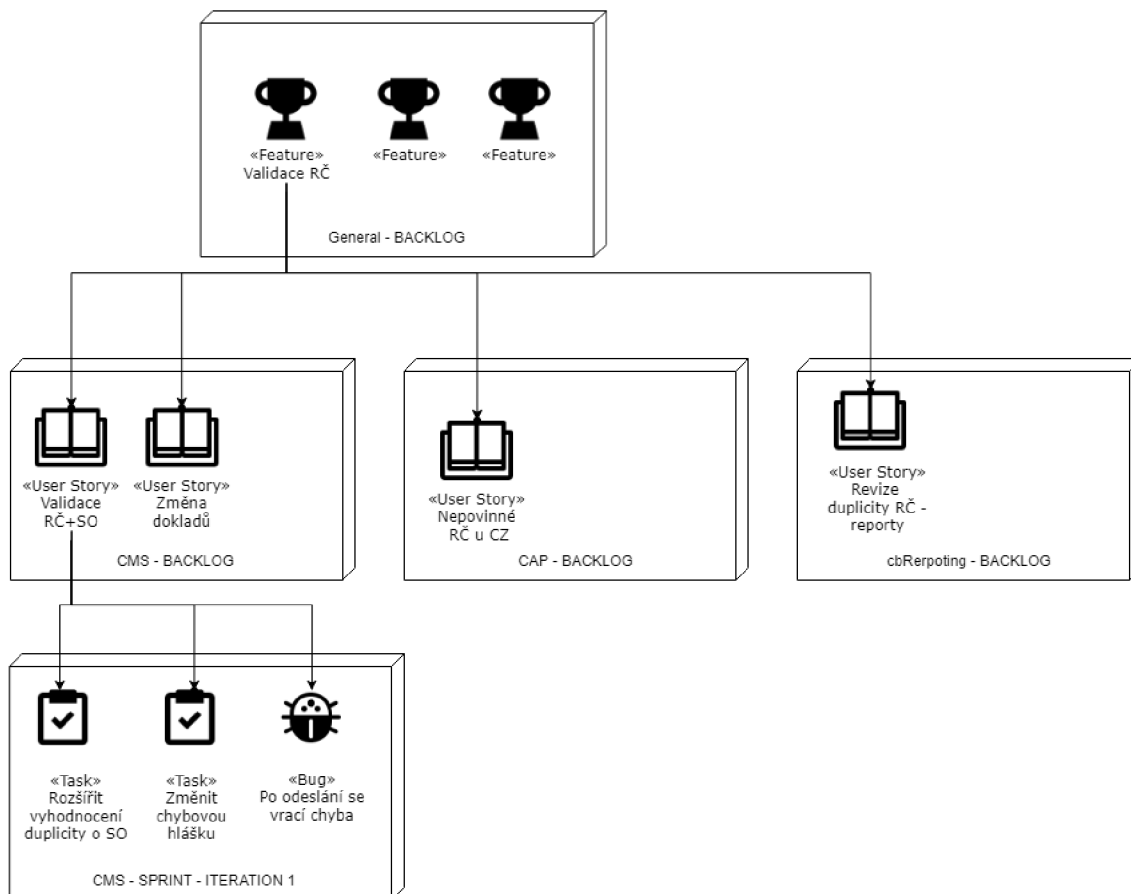 «Feature»
Validace RČ
«Feature»
«Feature»
General - BACKLOG
«User Story»
Validace
RČ+SO
«User Story»
Změna
dokladů
CMS - BACKLOG
«User Story»
Nepovinné
RČ u CZ
CAP - BACKLOG
«User Story»
Revize
duplicity RČ -
reporty
cbRerpoting - BACKLOG
«Task»
Rozšířit
vyhodnocení
duplicity o SO
«Task»
Změnit
chybovou
hlášku
«Bug»
Po odeslání se
vrací chyba
CMS - SPRINT - ITERATION 1